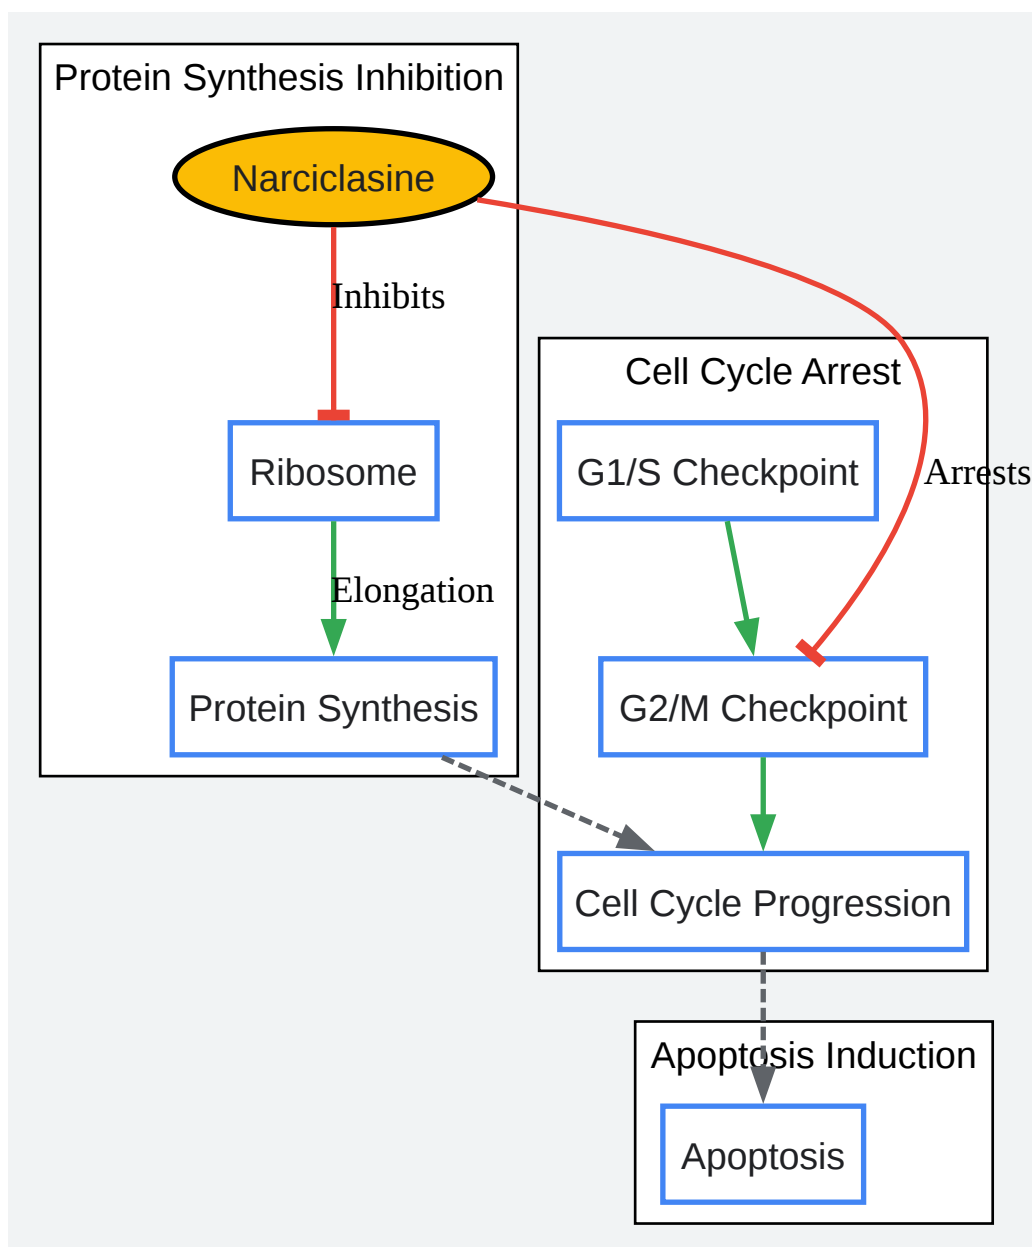 Protein Synthesis Inhibition
Narciclasine
Inhibits
Cell Cycle Arrest
Ribosome
G1/S Checkpoint
Arrests
Elongation
Protein Synthesis
G2/M Checkpoint
Cell Cycle Progression
Apoptosis Induction
Apoptosis